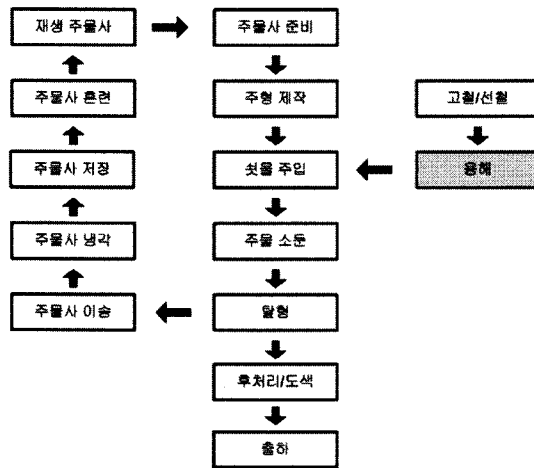 재생 주물사
주물사 준비
주물사 혼련
주형 제작
고철/선철
주물사 저장
쇳물 주입
용해
주물사 냉각
주물 소둔
주물사 이송
탈형
후처리/도색
출하